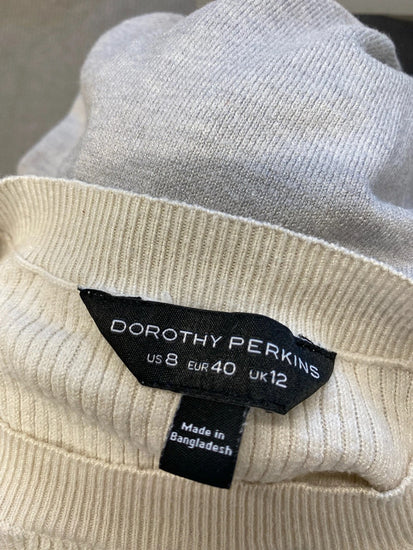 DOROTHY PERKINS
US 8 EUR 40 UK 12
Made in
Bangladesh